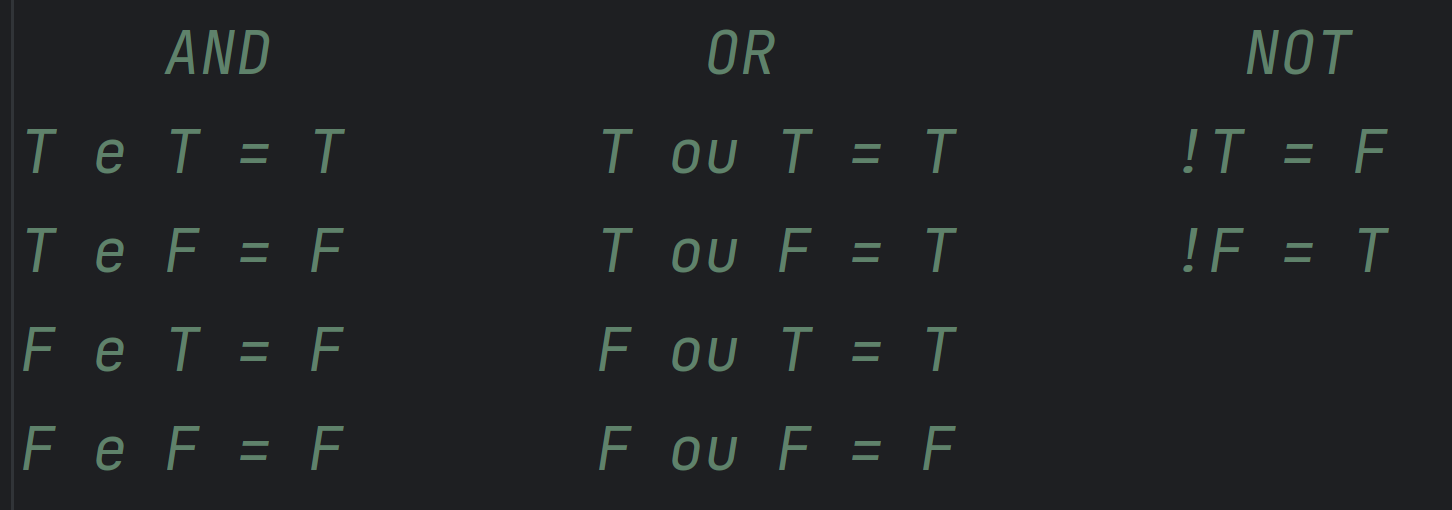 AND OR NOT
T e T = T T ou T = T !T = F
T e F = F T ou F = T !F = T
F e T = F F ou T = T
F e F = F F ou F = F